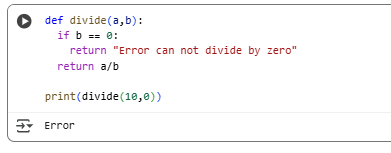 def divide(a,b):
  if b == 0:
    return "Error can not divide by zero"
  return a/b

print(divide(10,0))
Error